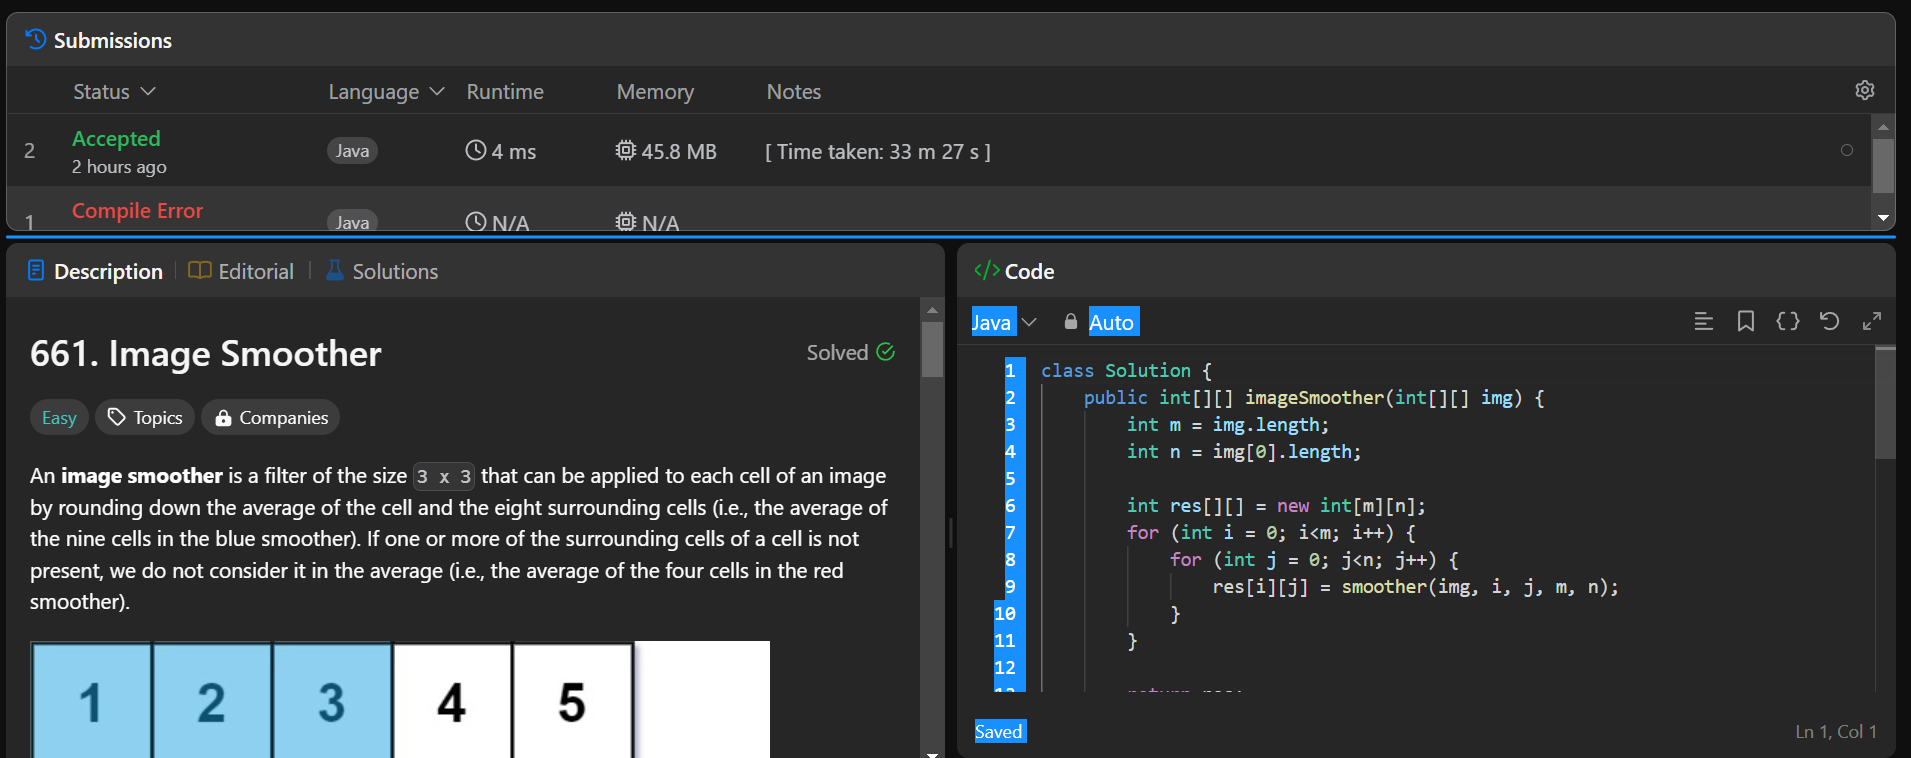 Submissions
Status Language Runtime Memory Notes
2 Accepted Java 4 ms 45.8 MB [ Time taken: 33 m 27 s ]
2 hours ago
1 Compile Error Java N/A N/A
Description Editorial Solutions
661. Image Smoother Solved
Easy Topics Companies
An image smoother is a filter of the size 3 x 3 that can be applied to each cell of an image
by rounding down the average of the cell and the eight surrounding cells (i.e., the average of
the nine cells in the blue smoother). If one or more of the surrounding cells of a cell is not
present, we do not consider it in the average (i.e., the average of the four cells in the red
smoother).
1 2 3 4 5
</> Code
Java Auto
1 class Solution {
2 public int[][] imageSmoother(int[][] img) {
3 int m = img.length;
4 int n = img[0].length;
5
6 int res[][] = new int[m][n];
7 for (int i = 0; i<m; i++) {
8 for (int j = 0; j<n; j++) {
9 res[i][j] = smoother(img, i, j, m, n);
10 }
11 }
12
Saved Ln 1, Col 1